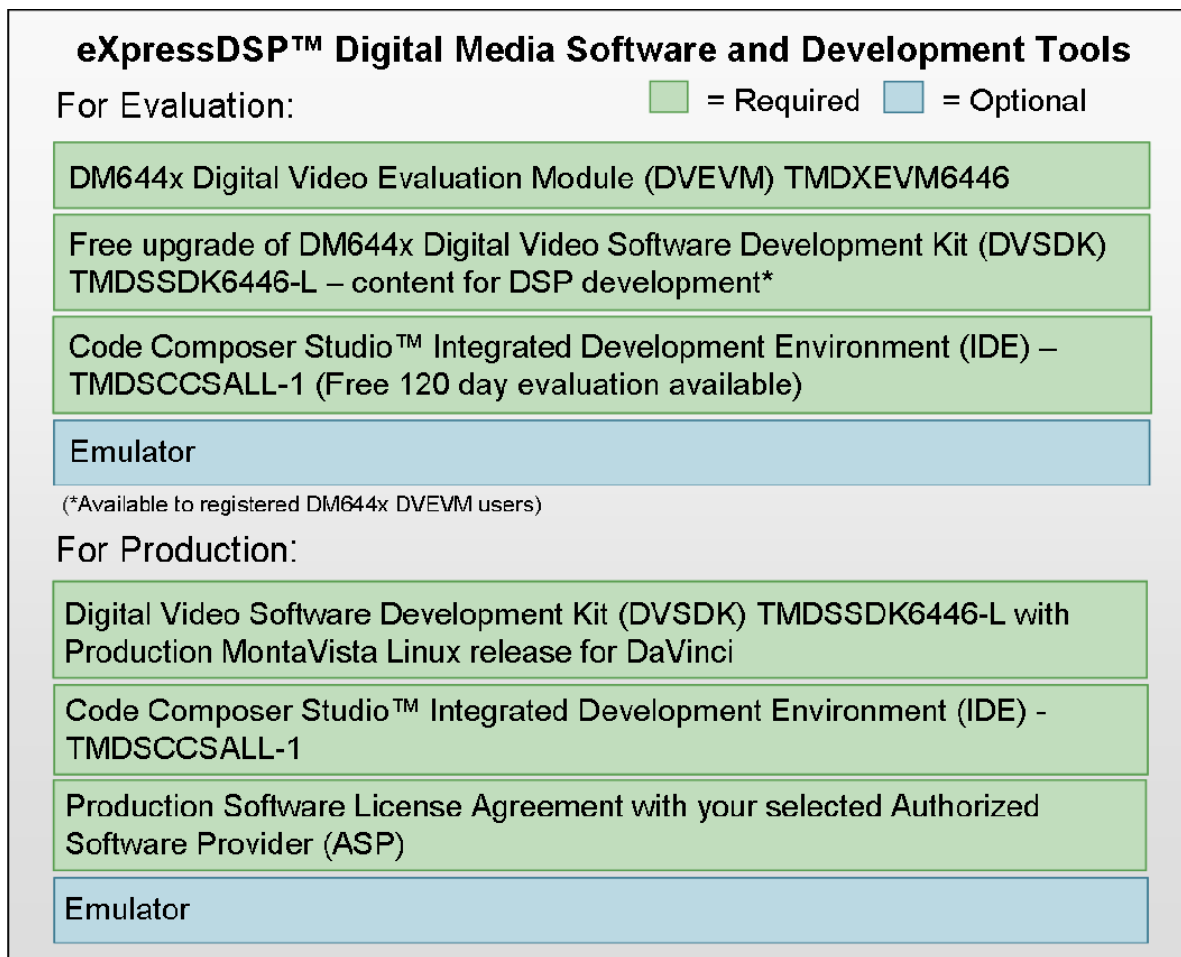 eXpressDSP™ Digital Media Software and Development Tools
For Evaluation:
= Required = Optional
DM644x Digital Video Evaluation Module (DVEVM) TMDXEVM6446
Free upgrade of DM644x Digital Video Software Development Kit (DVSDK)
TMDSSDK6446-L – content for DSP development*
Code Composer Studio™ Integrated Development Environment (IDE) –
TMDSCCSALL-1 (Free 120 day evaluation available)
Emulator
(*Available to registered DM644x DVEVM users)
For Production:
Digital Video Software Development Kit (DVSDK) TMDSSDK6446-L with
Production MontaVista Linux release for DaVinci
Code Composer Studio™ Integrated Development Environment (IDE) -
TMDSCCSALL-1
Production Software License Agreement with your selected Authorized
Software Provider (ASP)
Emulator